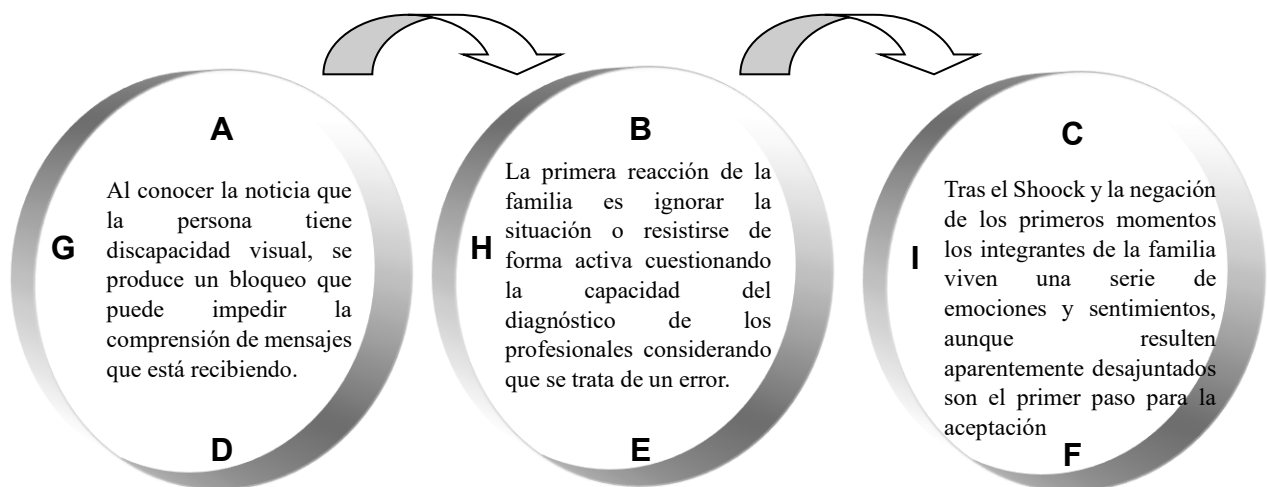 A
Al conocer la noticia que
la persona tiene
discapacidad visual, se
produce un bloqueo que
puede impedir la
comprensión de mensajes
que está recibiendo.
G
D
B
La primera reacción de la
familia es ignorar la
situación o resistirse de
forma activa cuestionando
la capacidad del
diagnóstico de los
profesionales considerando
que se trata de un error.
H
E
C
Tras el Shoock y la negación
de los primeros momentos
los integrantes de la familia
viven una serie de
emociones y sentimientos,
aunque resulten
aparentemente desajuntados
son el primer paso para la
aceptación
I
F